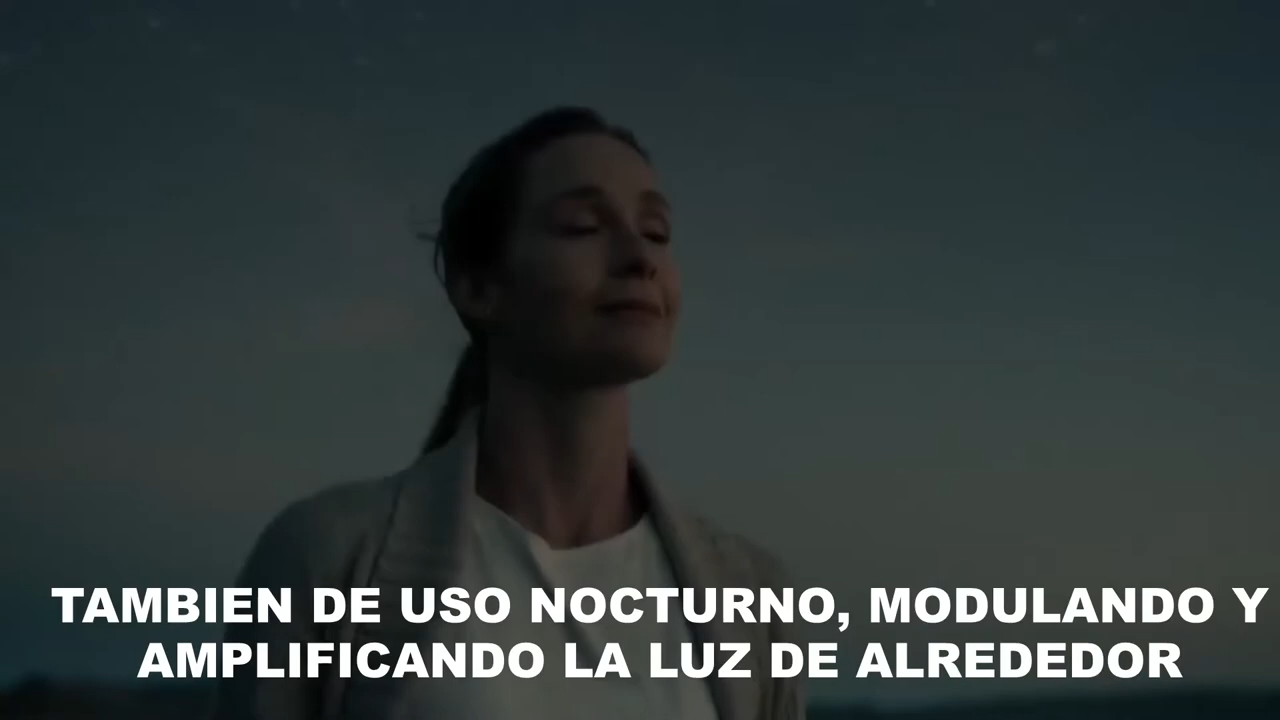 TAMBIEN DE USO NOCTURNO, MODULANDO Y
AMPLIFICANDO LA LUZ DE ALREDEDOR